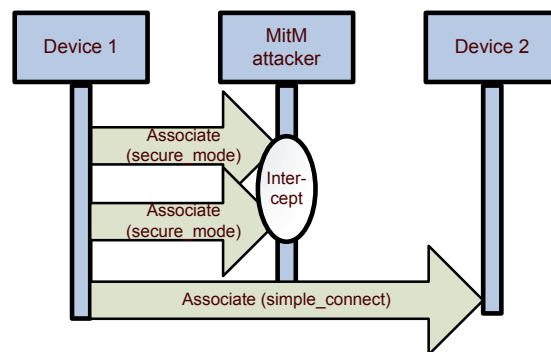 Device 1
MitM
attacker
Device 2
Associate
(secure_mode)
Inter-
cept
Associate
(secure_mode)
Associate (simple_connect)